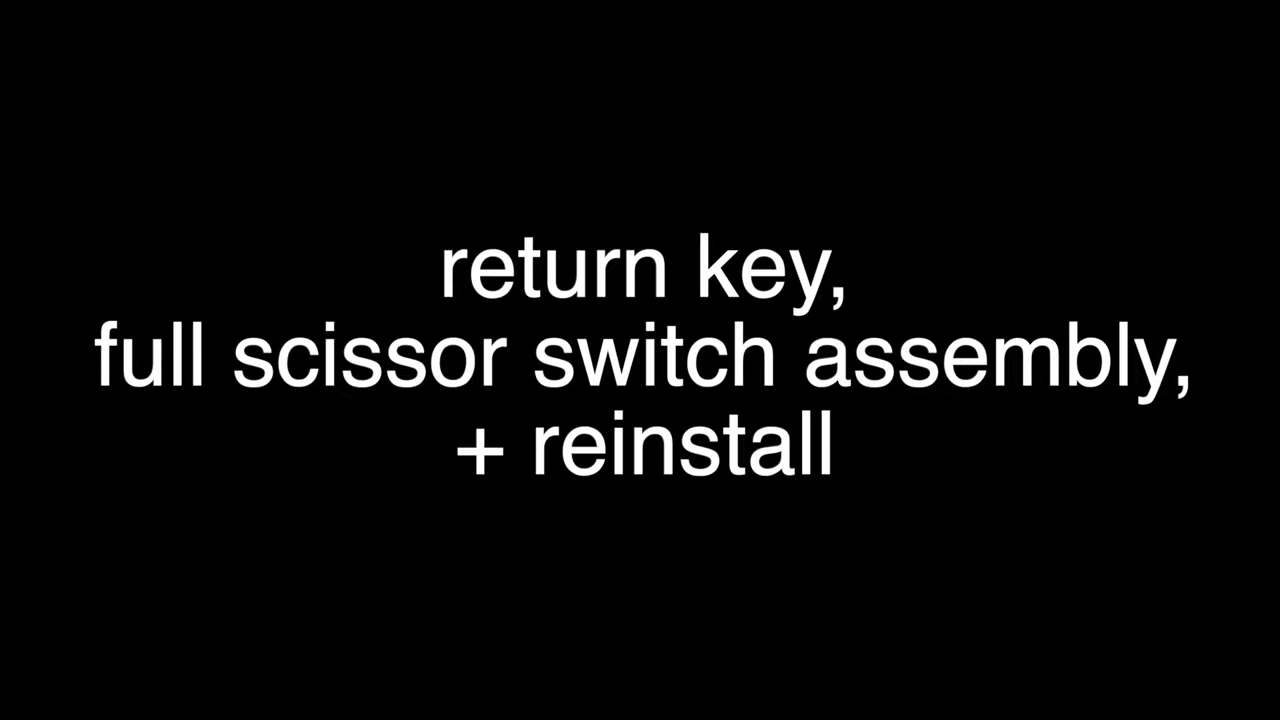 return key,
full scissor switch assembly,
+ reinstall